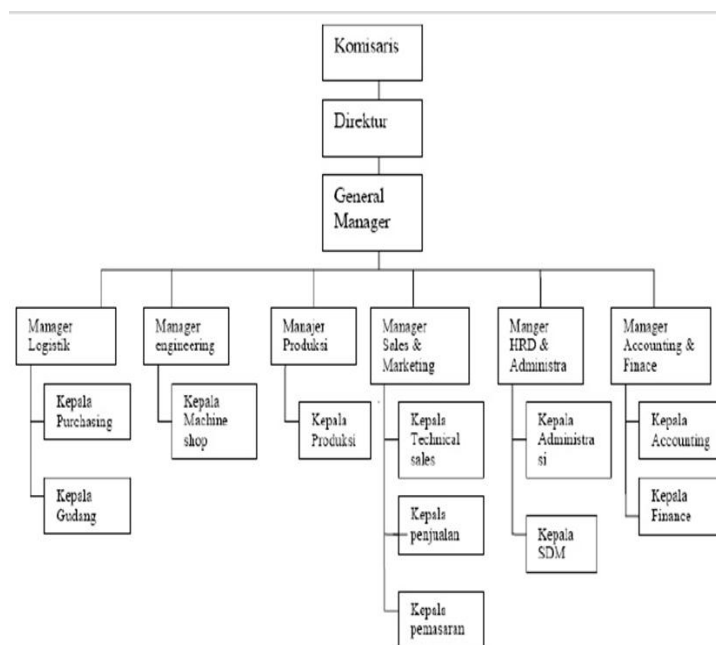 Komisaris
Direktur
General
Manager
Manager
Logistik
Manager
engineering
Manajer
Produksi
Manager
Sales &
Marketing
Manger
HRD &
Administra
Manager
Accounting &
Finace
Kepala
Purchasing
Kepala
Gudang
Kepala
Machine
shop
Kepala
Produksi
Kepala
Technical
sales
Kepala
penjualan
Kepala
pemasaran
Kepala
Administra
si
Kepala
SDM
Kepala
Accounting
Kepala
Finance